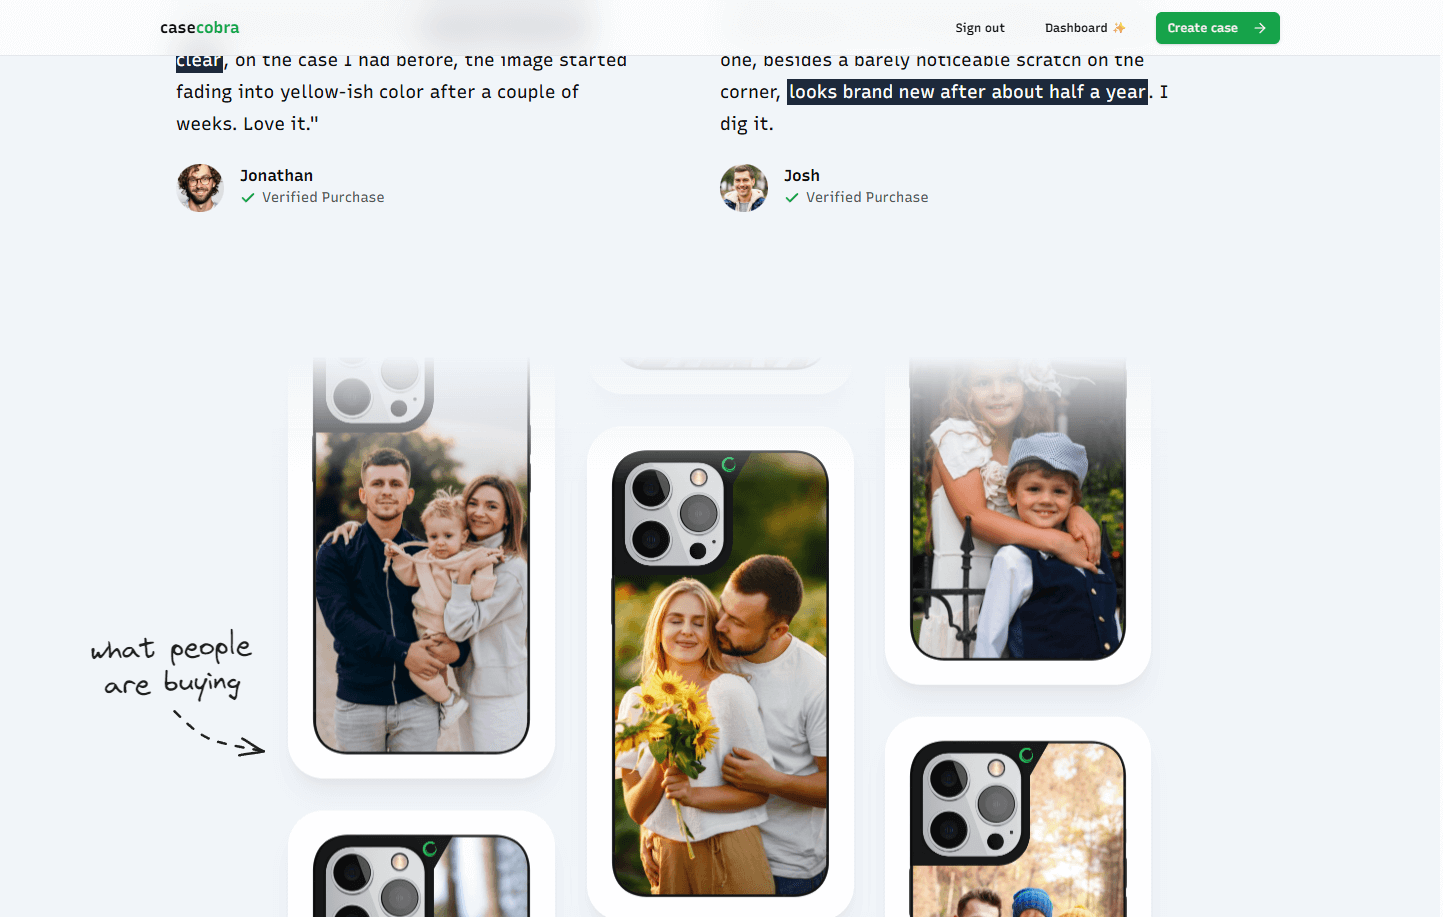 casecobra
Sign out
Dashboard ✨
Create case →
clear, on the case I had before, the image started
fading into yellow-ish color after a couple of
weeks. Love it."
Jonathan
✓ Verified Purchase
one, besides a barely noticeable scratch on the
corner, looks brand new after about half a year. I
dig it.
Josh
✓ Verified Purchase
what people
are buying